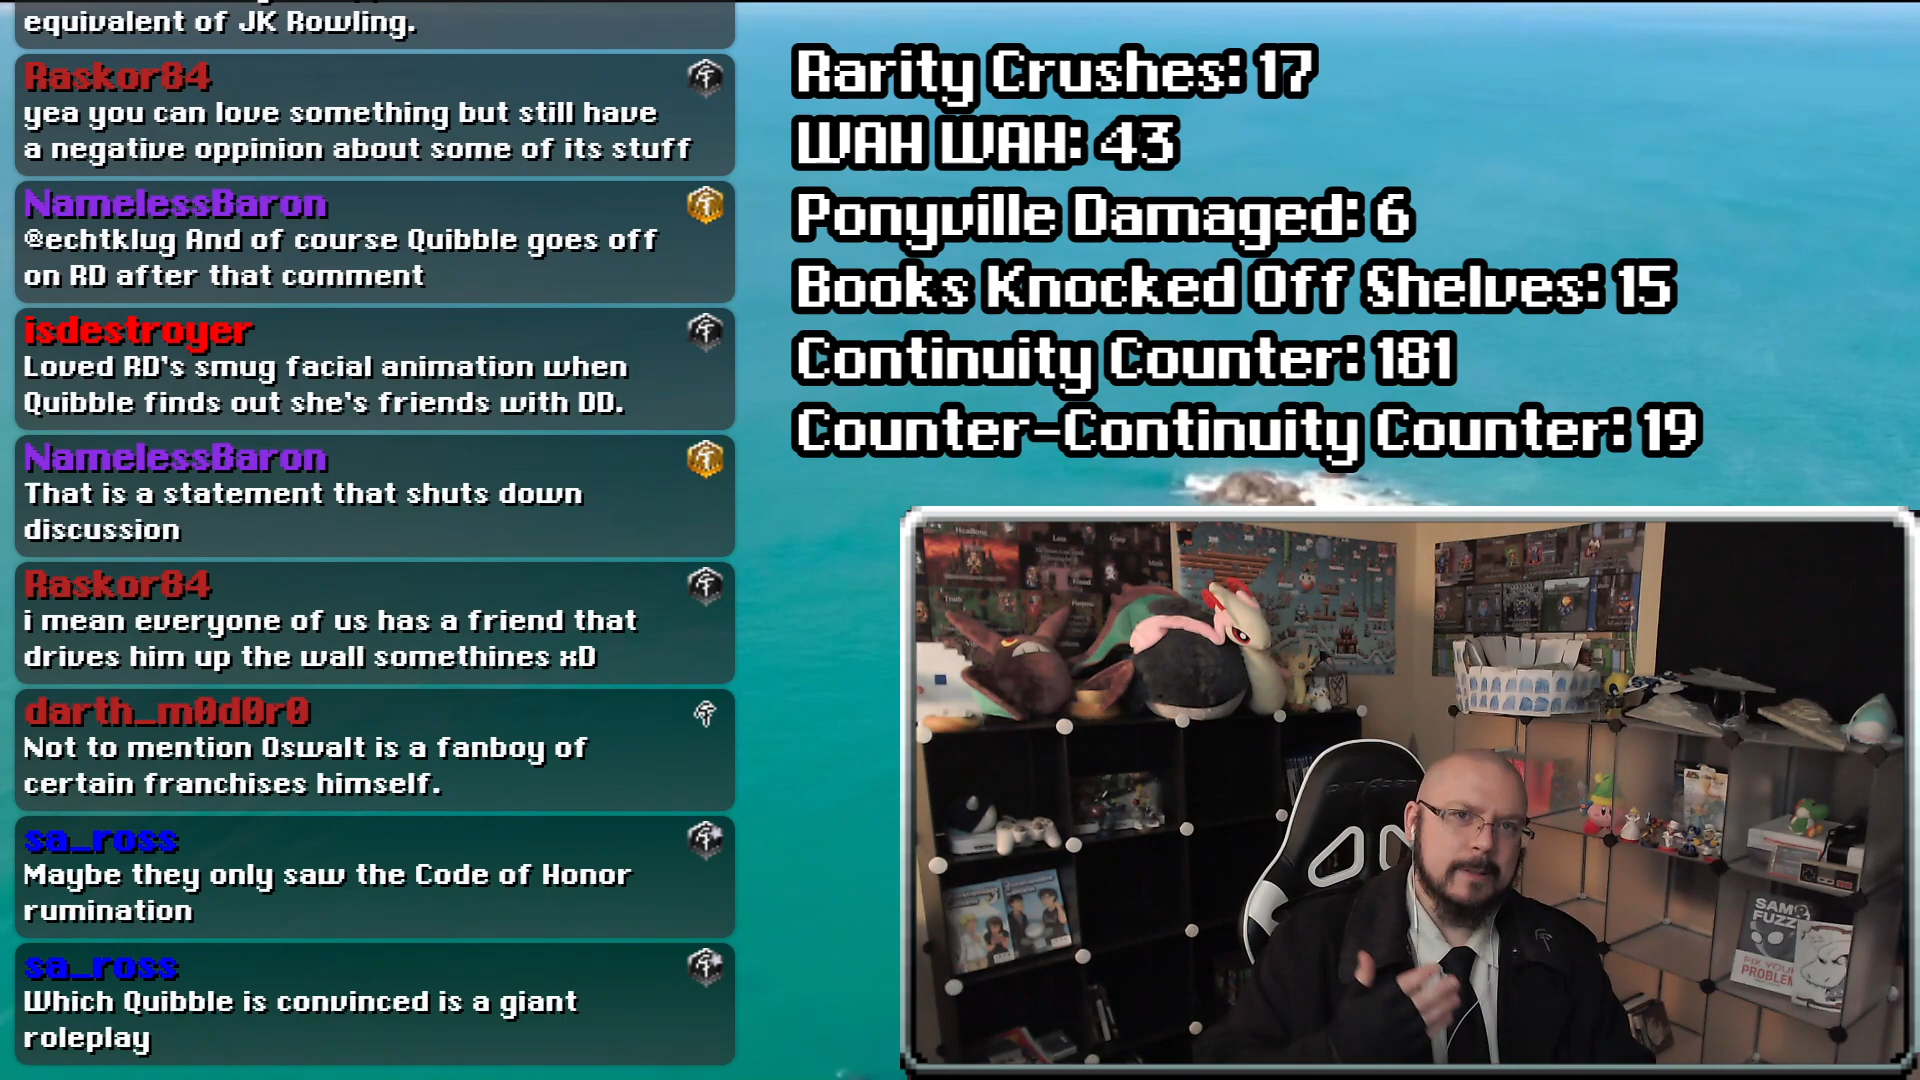 equivalent of JK Rowling.
Raskor84
yea you can love something but still have
a negative oppinion about some of its stuff
NamelessBaron
@echtklug And of course Quibble goes off
on RD after that comment
isdestroyer
Loved RD's smug facial animation when
Quibble finds out she's friends with DD.
NamelessBaron
That is a statement that shuts down
discussion
Raskor84
i mean everyone of us has a friend that
drives him up the wall somethines xD
darth_m0d0r0
Not to mention Oswalt is a fanboy of
certain franchises himself.
sa_ross
Maybe they only saw the Code of Honor
rumination
sa_ross
Which Quibble is convinced is a giant
roleplay
Rarity Crushes: 17
WAH WAH: 43
Ponyville Damaged: 6
Books Knocked Off Shelves: 15
Continuity Counter: 181
Counter-Continuity Counter: 19
Truth
SAM &
FUZZ
FIX YOUR
PROBLEM